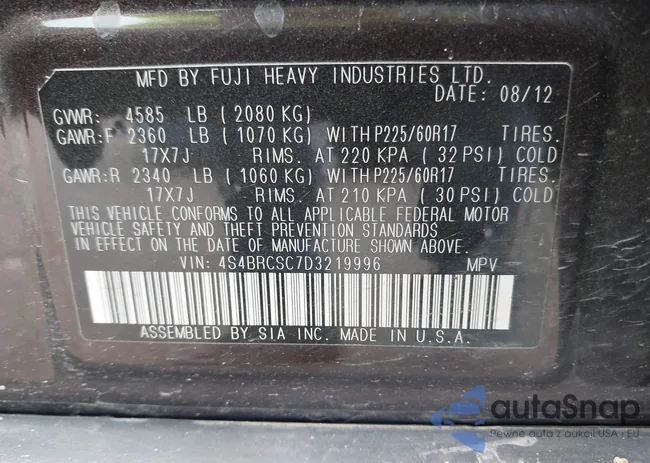 MFD BY FUJI HEAVY INDUSTRIES LTD.
DATE: 08/12
GVWR: 4585 LB ( 2080 KG)
GAWR:F 2360 LB ( 1070 KG) WITH P225/60R17 TIRES.
17X7J RIMS. AT 220 KPA ( 32 PSI) COLD
GAWR:R 2340 LB ( 1060 KG) WITH P225/60R17 TIRES.
17X7J RIMS. AT 210 KPA ( 30 PSI) COLD
THIS VEHICLE CONFORMS TO ALL APPLICABLE FEDERAL MOTOR
VEHICLE SAFETY AND THEFT PREVENTION STANDARDS
IN EFFECT ON THE DATE OF MANUFACTURE SHOWN ABOVE.
VIN: 4S4BRCSC7D3219996 MPV
ASSEMBLED BY SIA INC. MADE IN U.S.A.
autoSnap
Pewne auto z aukcji USA i EU